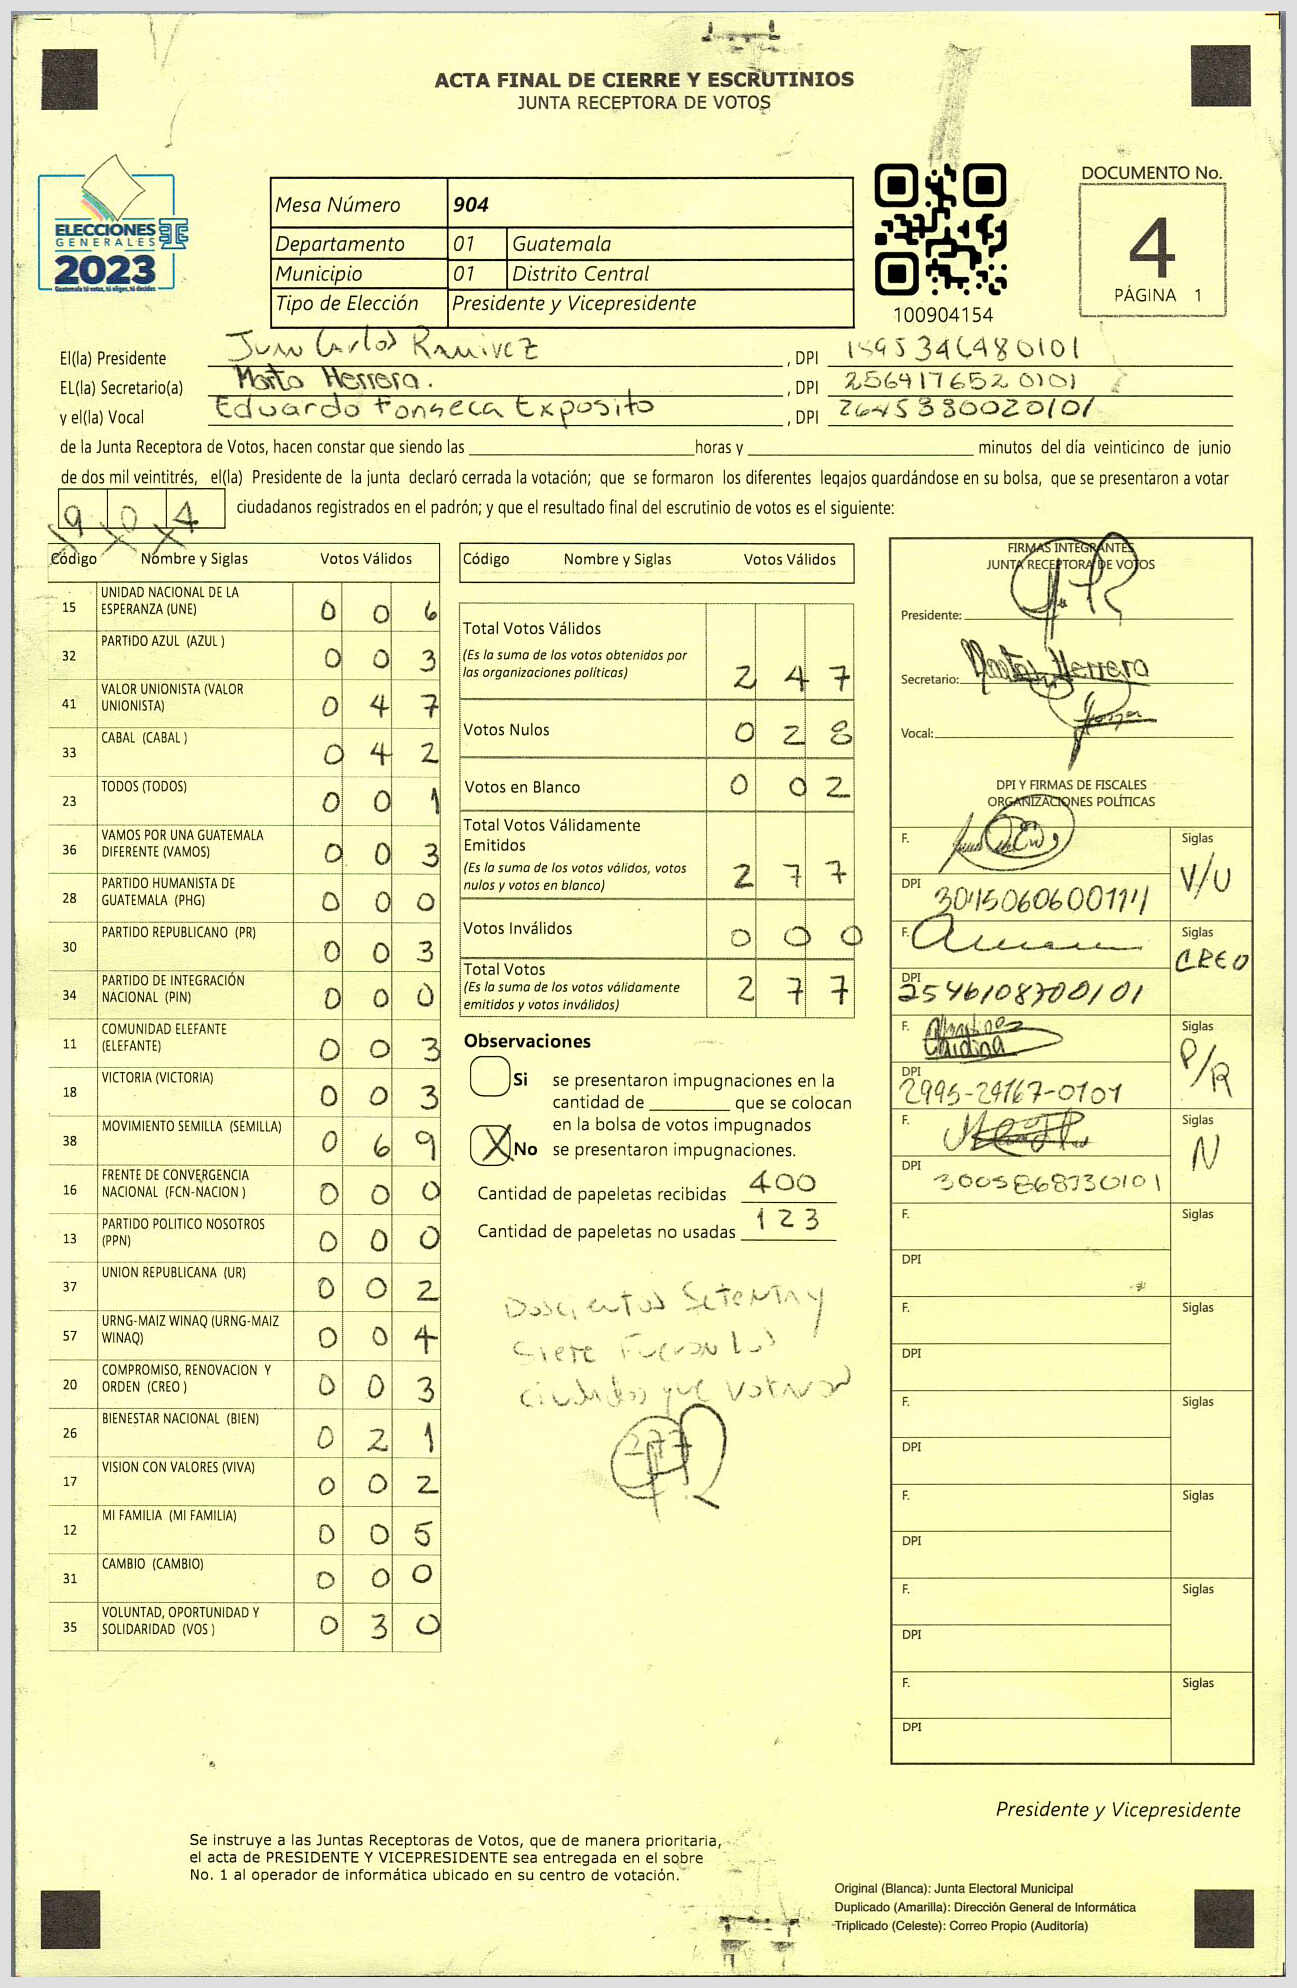 ACTA FINAL DE CIERRE Y ESCRUTINIOS
JUNTA RECEPTORA DE VOTOS
ELECCIONES
GENERALES
2023
Guatemala tú votas, tú eliges, tú decides
Mesa Número 904
Departamento 01 Guatemala
Municipio 01 Distrito Central
Tipo de Elección Presidente y Vicepresidente
100904154
DOCUMENTO No.
4
PÁGINA 1
El(la) Presidente Juan Carlos Ramirez , DPI 1895346480101
EL(la) Secretario(a) Marta Herrera. , DPI 2564176520101
y el(la) Vocal Eduardo Fonseca Exposito , DPI 2645380020101
de la Junta Receptora de Votos, hacen constar que siendo las horas y minutos del día veinticinco de junio
de dos mil veintitrés, el(la) Presidente de la junta declaró cerrada la votación; que se formaron los diferentes legajos guardándose en su bolsa, que se presentaron a votar
9 0 4 ciudadanos registrados en el padrón; y que el resultado final del escrutinio de votos es el siguiente:
Código Nombre y Siglas Votos Válidos
15 UNIDAD NACIONAL DE LA ESPERANZA (UNE) 0 0 6
32 PARTIDO AZUL (AZUL ) 0 0 3
41 VALOR UNIONISTA (VALOR UNIONISTA) 0 4 7
33 CABAL (CABAL ) 0 4 2
23 TODOS (TODOS) 0 0 1
36 VAMOS POR UNA GUATEMALA DIFERENTE (VAMOS) 0 0 3
28 PARTIDO HUMANISTA DE GUATEMALA (PHG) 0 0 0
30 PARTIDO REPUBLICANO (PR) 0 0 3
34 PARTIDO DE INTEGRACIÓN NACIONAL (PIN) 0 0 0
11 COMUNIDAD ELEFANTE (ELEFANTE) 0 0 3
18 VICTORIA (VICTORIA) 0 0 3
38 MOVIMIENTO SEMILLA (SEMILLA) 0 6 9
16 FRENTE DE CONVERGENCIA NACIONAL (FCN-NACION ) 0 0 0
13 PARTIDO POLITICO NOSOTROS (PPN) 0 0 0
37 UNION REPUBLICANA (UR) 0 0 2
57 URNG-MAIZ WINAQ (URNG-MAIZ WINAQ) 0 0 4
20 COMPROMISO, RENOVACION Y ORDEN (CREO ) 0 0 3
26 BIENESTAR NACIONAL (BIEN) 0 2 1
17 VISION CON VALORES (VIVA) 0 0 2
12 MI FAMILIA (MI FAMILIA) 0 0 5
31 CAMBIO (CAMBIO) 0 0 0
35 VOLUNTAD, OPORTUNIDAD Y SOLIDARIDAD (VOS ) 0 3 0
Código Nombre y Siglas Votos Válidos
Total Votos Válidos
(Es la suma de los votos obtenidos por
las organizaciones políticas) 2 4 7
Votos Nulos 0 2 8
Votos en Blanco 0 0 2
Total Votos Válidamente
Emitidos
(Es la suma de los votos válidos, votos
nulos y votos en blanco) 2 7 7
Votos Inválidos 0 0 0
Total Votos
(Es la suma de los votos válidamente
emitidos y votos inválidos) 2 7 7
Observaciones
Si se presentaron impugnaciones en la
cantidad de que se colocan
en la bolsa de votos impugnados
X No se presentaron impugnaciones.
Cantidad de papeletas recibidas 400
Cantidad de papeletas no usadas 123
Doscientos Setenta y
Siete Fueron los
que votaron
277
FIRMAS INTEGRANTES
JUNTA RECEPTORA DE VOTOS
Presidente:
Secretario: Marta Herrera
Vocal:
DPI Y FIRMAS DE FISCALES
ORGANIZACIONES POLÍTICAS
F. Siglas V/U
DPI
F. Siglas CREO
DPI 2546108700101
F. Siglas P/R
DPI 2995-29167-0101
F. Siglas N
DPI 3005868730101
F. Siglas
DPI
F. Siglas
DPI
F. Siglas
DPI
F. Siglas
DPI
F. Siglas
DPI
F. Siglas
DPI
Presidente y Vicepresidente
Se instruye a las Juntas Receptoras de Votos, que de manera prioritaria,
el acta de PRESIDENTE Y VICEPRESIDENTE sea entregada en el sobre
No. 1 al operador de informática ubicado en su centro de votación.
Original (Blanca): Junta Electoral Municipal
Duplicado (Amarilla): Dirección General de Informática
Triplicado (Celeste): Correo Propio (Auditoría)